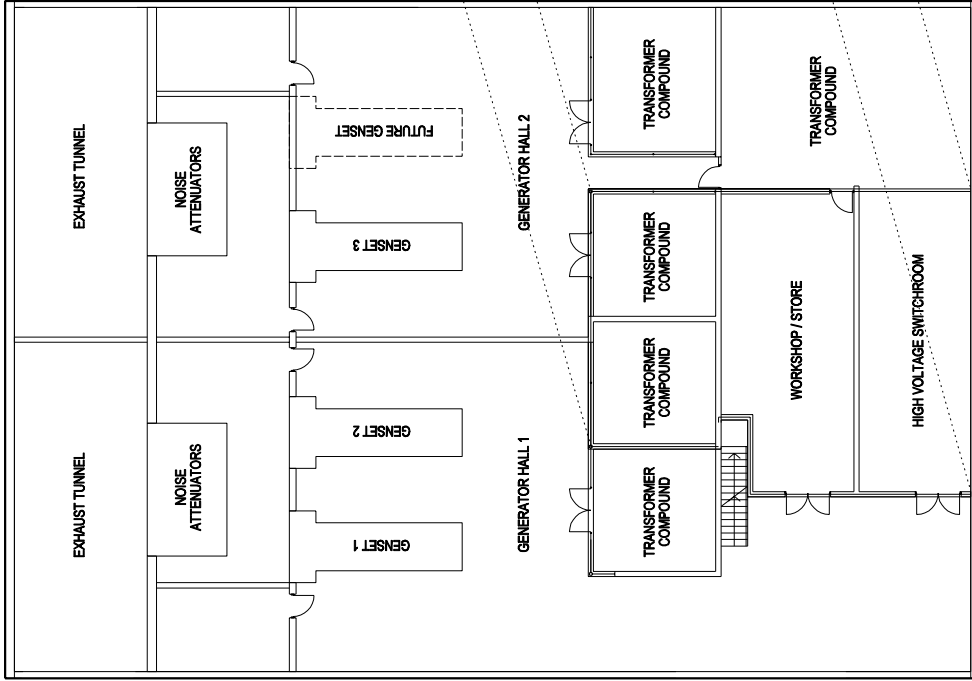 EXHAUST TUNNEL
NOISE
ATTENUATORS
FUTURE GENSET
GENSET 3
GENERATOR HALL 2
TRANSFORMER
COMPOUND
TRANSFORMER
COMPOUND
TRANSFORMER
COMPOUND
EXHAUST TUNNEL
NOISE
ATTENUATORS
GENSET 2
GENSET 1
GENERATOR HALL 1
TRANSFORMER
COMPOUND
TRANSFORMER
COMPOUND
WORKSHOP / STORE
HIGH VOLTAGE SWITCHROOM